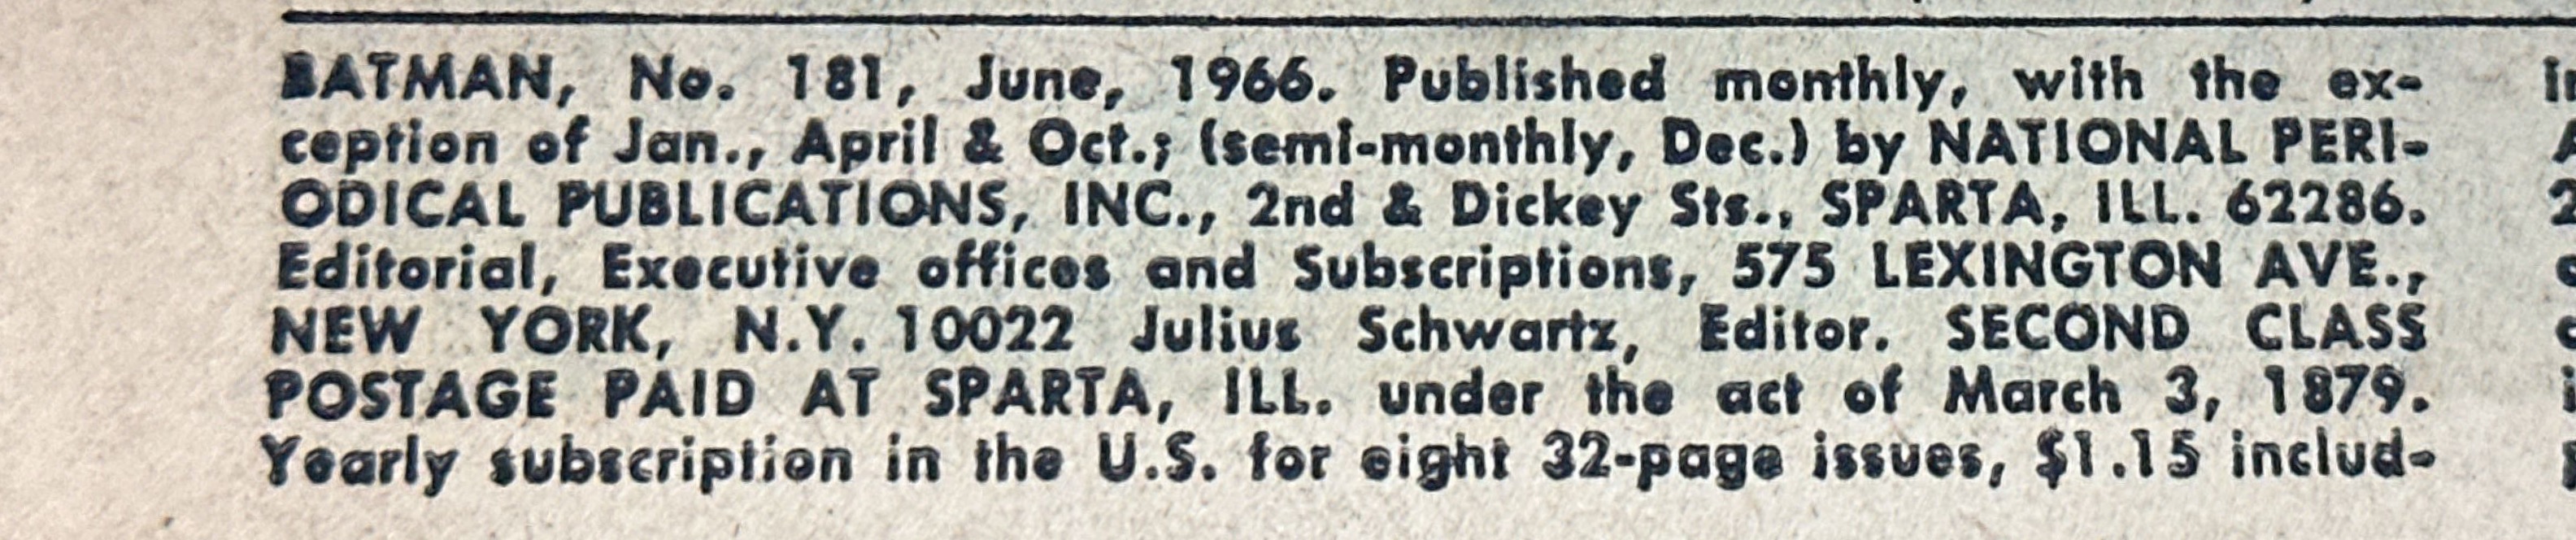 BATMAN, No. 181, June, 1966. Published monthly, with the ex-
ception of Jan., April & Oct.; (semi-monthly, Dec.) by NATIONAL PERI-
ODICAL PUBLICATIONS, INC., 2nd & Dickey Sts., SPARTA, ILL. 62286.
Editorial, Executive offices and Subscriptions, 575 LEXINGTON AVE.,
NEW YORK, N.Y. 10022 Julius Schwartz, Editor. SECOND CLASS
POSTAGE PAID AT SPARTA, ILL. under the act of March 3, 1879.
Yearly subscription in the U.S. for eight 32-page issues, $1.15 includ-